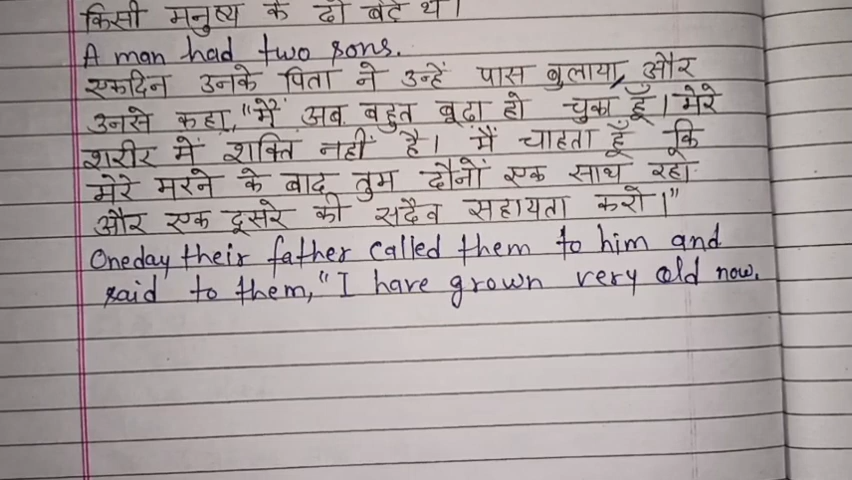 किसी मनुष्य के दो बेटे थे।
A man had two sons.
एकदिन उनके पिता ने उन्हें पास बुलाया, और
उनसे कहा, "मैं अब बहुत बूढ़ा हो चुका हूँ। मेरे
शरीर में शक्ति नहीं है। मैं चाहता हूँ कि
मेरे मरने के बाद तुम दौनों एक साथ रहो
और एक दूसरे की सदैव सहायता करो।"
Oneday their father called them to him and
said to them, "I have grown very old now.